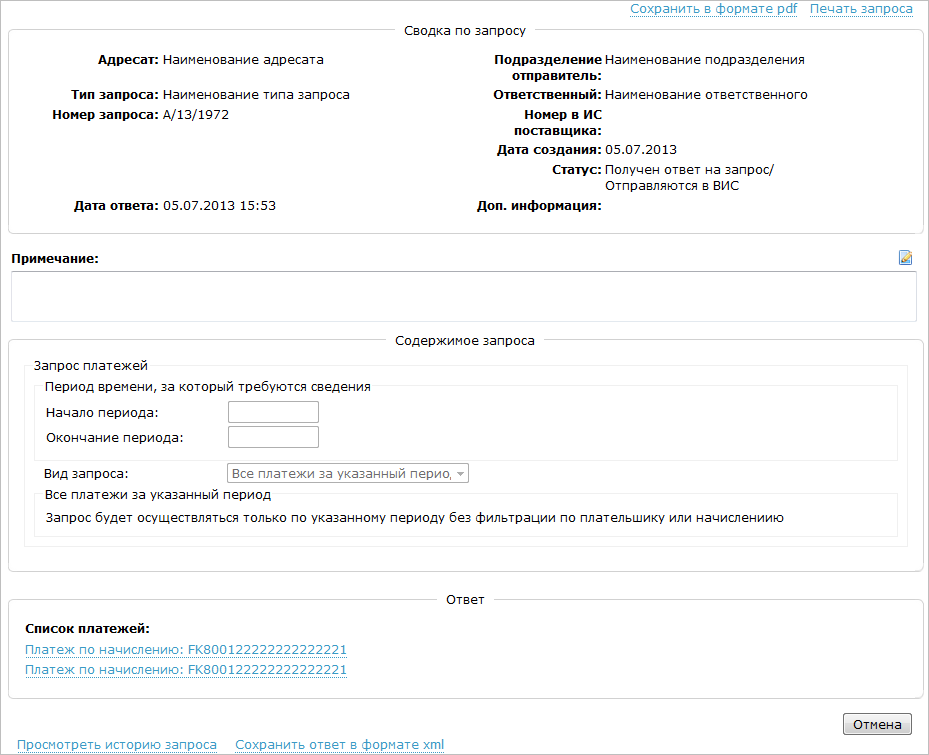 Сохранить в формате pdf Печать запроса
Сводка по запросу
Адресат: Наименование адресата
Подразделение отправитель: Наименование подразделения
Тип запроса: Наименование типа запроса
Ответственный: Наименование ответственного
Номер запроса: А/13/1972
Номер в ИС
поставщика:
Дата создания: 05.07.2013
Статус: Получен ответ на запрос/
Отправляются в ВИС
Дата ответа: 05.07.2013 15:53
Доп. информация:
Примечание:
Содержимое запроса
Запрос платежей
Период времени, за который требуются сведения
Начало периода:
Окончание периода:
Вид запроса: Все платежи за указанный перио,
Все платежи за указанный период
Запрос будет осуществляться только по указанному периоду без фильтрации по плательшику или начислениию
Ответ
Список платежей:
Платеж по начислению: FK800122222222222221
Платеж по начислению: FK800122222222222221
Отмена
Просмотреть историю запроса Сохранить ответ в формате xml